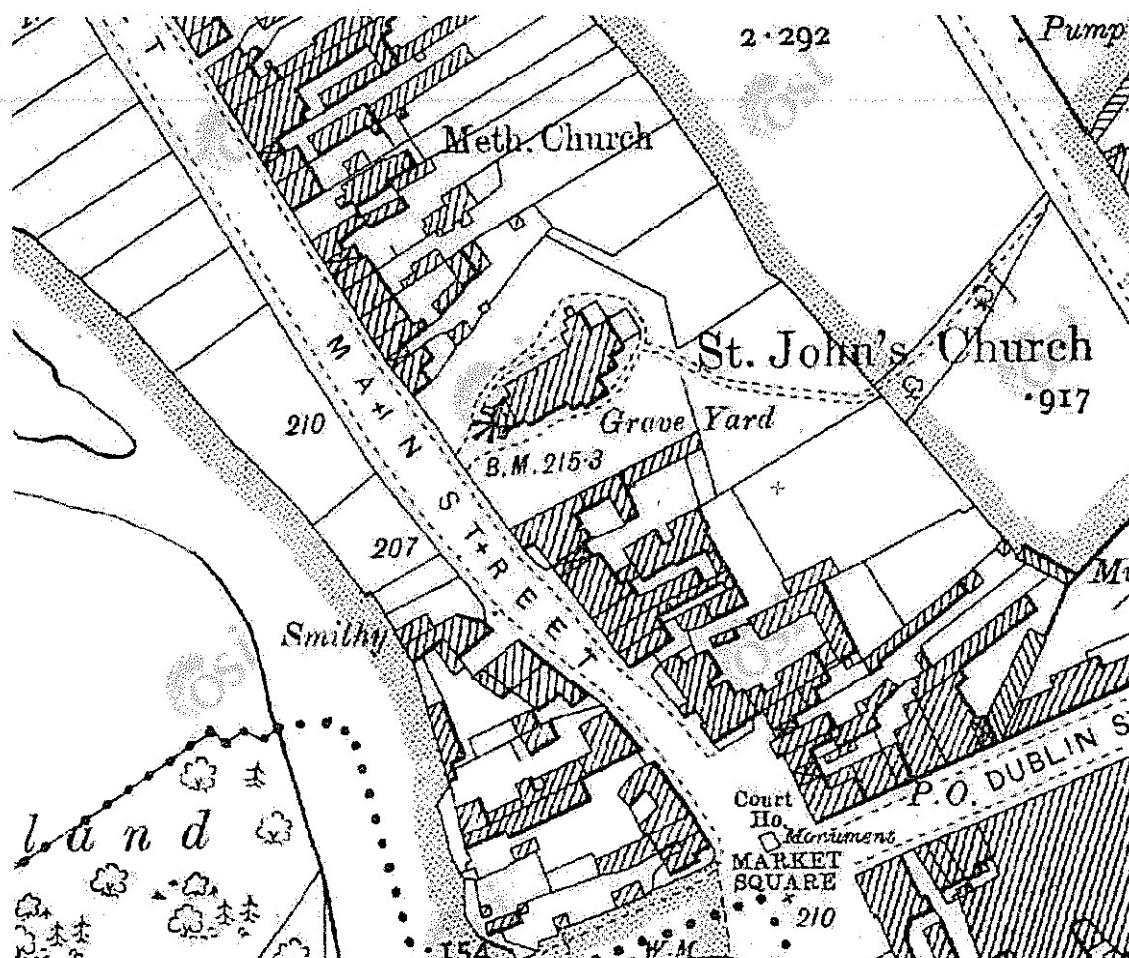 2·292
Pump
Meth. Church
St. John's Church
·917
MAIN STREET
210
Grave Yard
B.M. 215·3
207
Smithy
Court
Ho.
P.O. DUBLIN S
Monument
MARKET
SQUARE
land
210
·154
W.M.